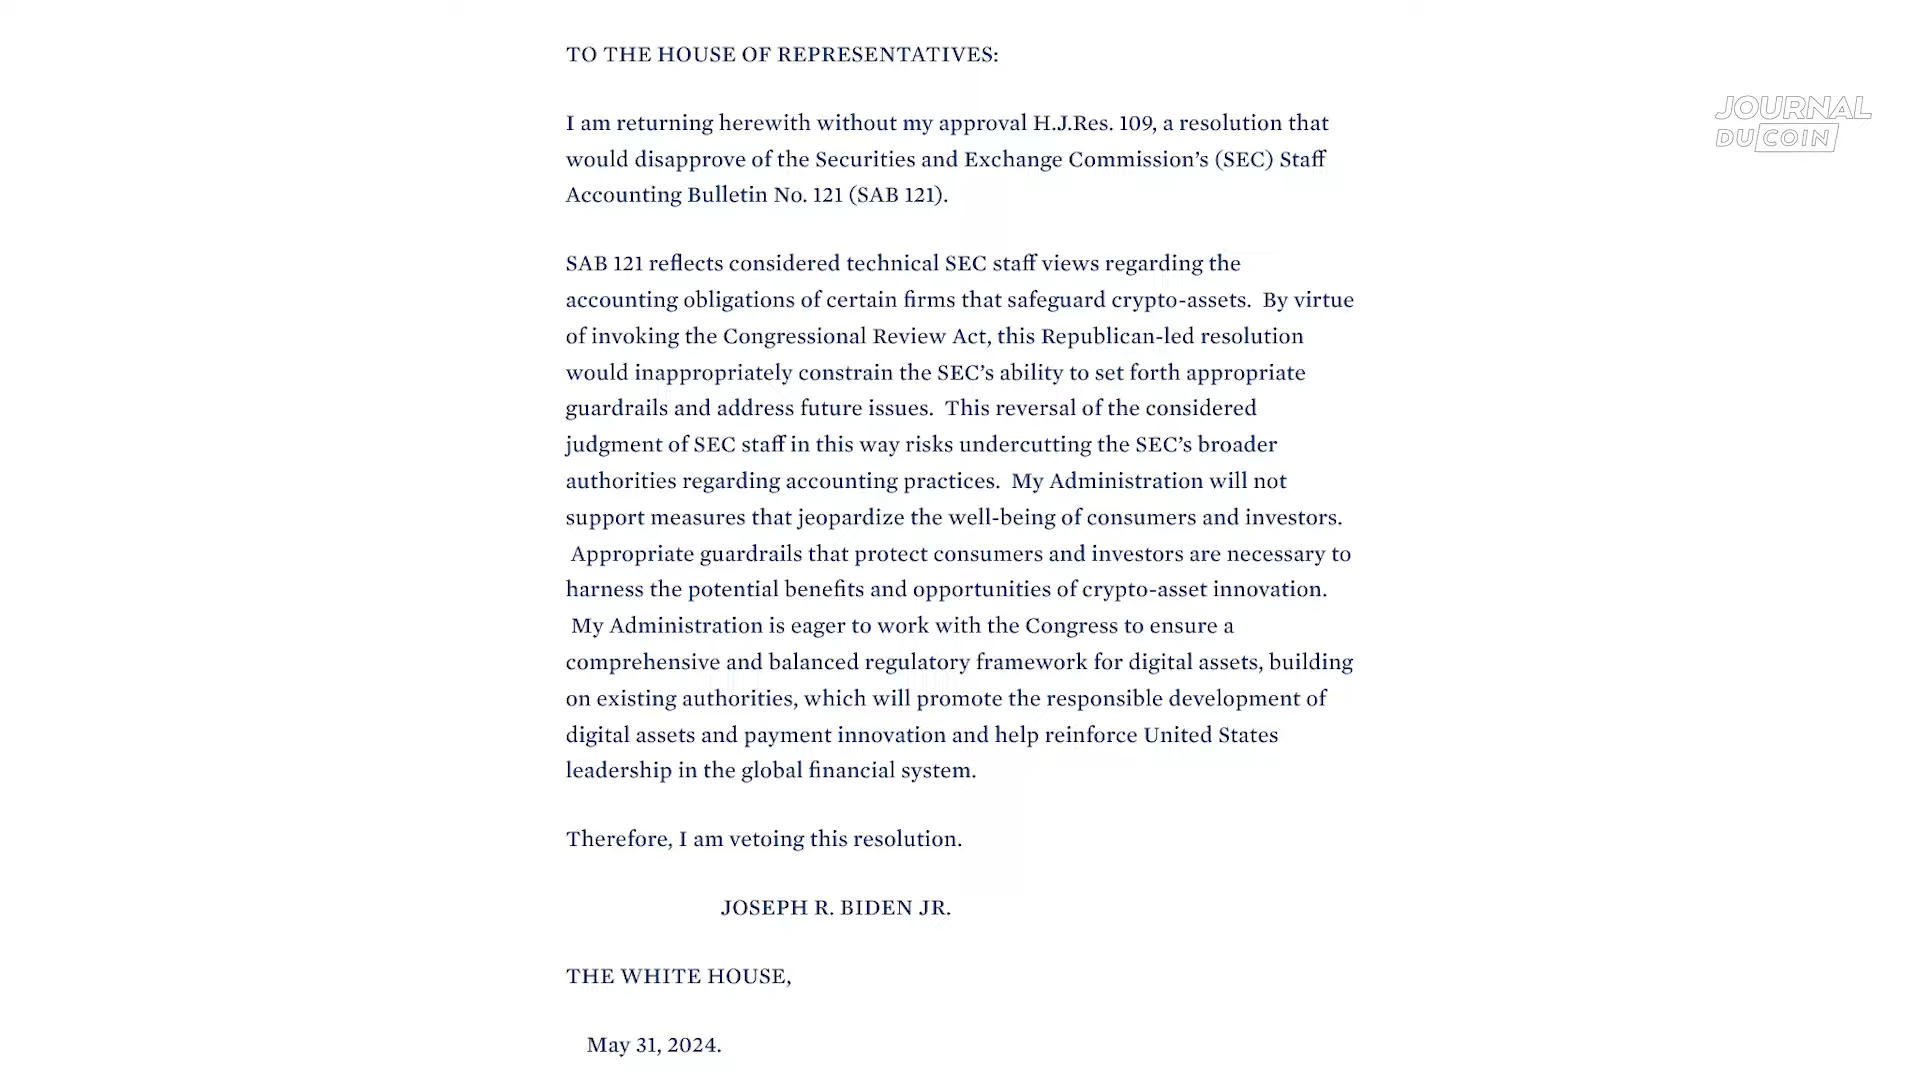 TO THE HOUSE OF REPRESENTATIVES:
I am returning herewith without my approval H.J.Res. 109, a resolution that
would disapprove of the Securities and Exchange Commission’s (SEC) Staff
Accounting Bulletin No. 121 (SAB 121).
SAB 121 reflects considered technical SEC staff views regarding the
accounting obligations of certain firms that safeguard crypto-assets.  By virtue
of invoking the Congressional Review Act, this Republican-led resolution
would inappropriately constrain the SEC’s ability to set forth appropriate
guardrails and address future issues.  This reversal of the considered
judgment of SEC staff in this way risks undercutting the SEC’s broader
authorities regarding accounting practices.  My Administration will not
support measures that jeopardize the well-being of consumers and investors.
Appropriate guardrails that protect consumers and investors are necessary to
harness the potential benefits and opportunities of crypto-asset innovation.
My Administration is eager to work with the Congress to ensure a
comprehensive and balanced regulatory framework for digital assets, building
on existing authorities, which will promote the responsible development of
digital assets and payment innovation and help reinforce United States
leadership in the global financial system.
Therefore, I am vetoing this resolution.
JOSEPH R. BIDEN JR.
THE WHITE HOUSE,
May 31, 2024.
JOURNAL
DU COIN